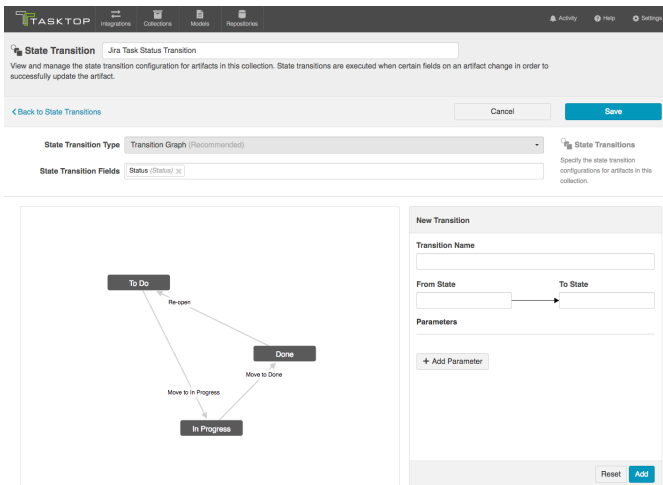 TASKTOP
Integrations
Collections
Models
Repositories
Activity
Help
Settings
State Transition
Jira Task Status Transition
View and manage the state transition configuration for artifacts in this collection. State transitions are executed when certain fields on an artifact change in order to
successfully update the artifact.
Back to State Transitions
Cancel
Save
State Transition Type
Transition Graph (Recommended)
State Transition Fields
Status (Status)
State Transitions
Specify the state transition
configurations for artifacts in this
collection.
To Do
Re-open
Done
Move to Done
Move to In Progress
In Progress
New Transition
Transition Name
From State
To State
Parameters
+ Add Parameter
Reset
Add